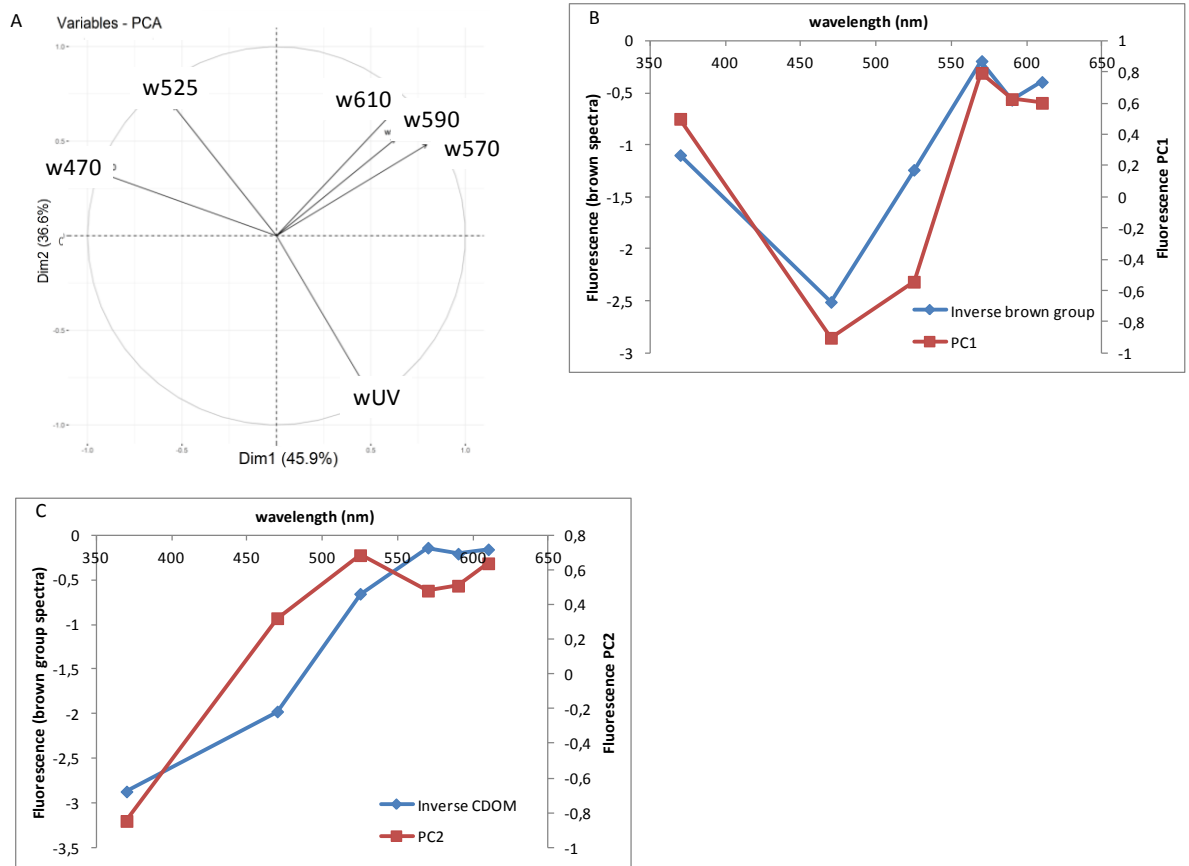 A
Variables - PCA
1.0
w525
w610
w590
w
0.5
w570
w470
Dim2 (36.6%)
-0.5
wUV
-1.0
-1.0
-0.5
0.5
1.0
Dim1 (45.9%)
B
wavelength (nm)
0
350
400
450
500
550
600
650
1
0,8
-0,5
0,6
0,4
-1
0,2
-1,5
0
-0,2
-2
-0,4
-0,6
-2,5
-0,8
-3
-1
Fluorescence (brown spectra)
Fluorescence PC1
Inverse brown group
PC1
C
wavelength (nm)
0
350
400
450
500
550
600
650
0,8
-0,5
0,6
0,4
-1
0,2
-1,5
0
-2
-0,2
-0,4
-2,5
-0,6
-3
-0,8
-3,5
-1
Fluorescence (brown group spectra)
Fluorescence PC2
Inverse CDOM
PC2